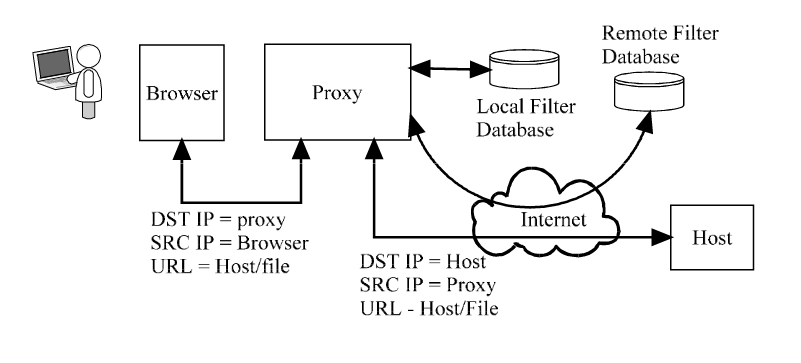 Remote Filter
Database
Browser
Proxy
Local Filter
Database
DST IP = proxy
SRC IP = Browser
URL = Host/file
Internet
Host
DST IP = Host
SRC IP = Proxy
URL - Host/File